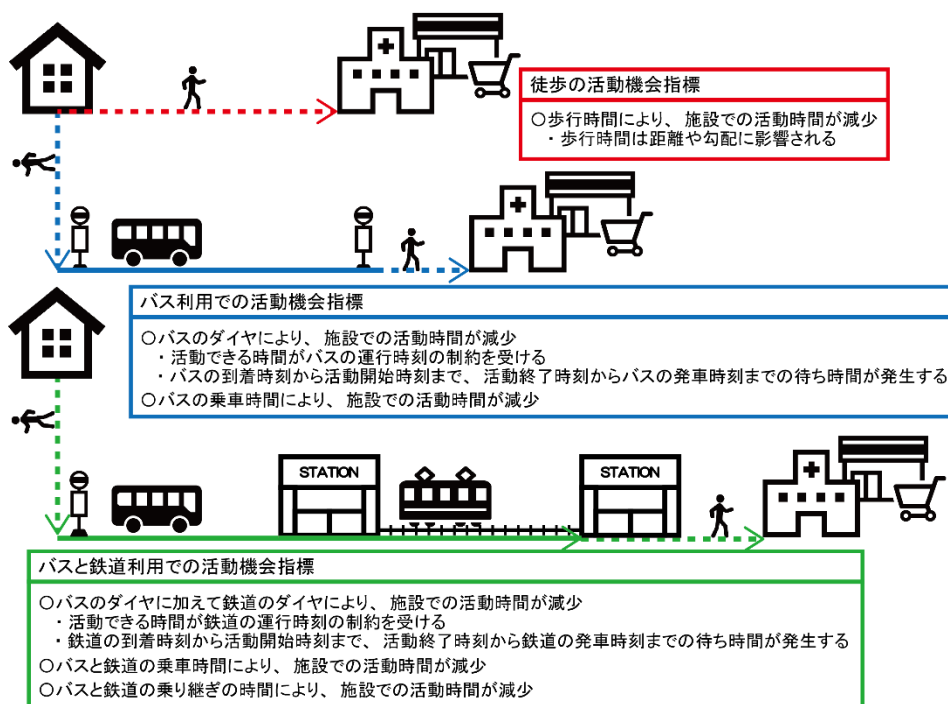 徒歩の活動機会指標
○歩行時間により、施設での活動時間が減少
・歩行時間は距離や勾配に影響される
バス利用での活動機会指標
○バスのダイヤにより、施設での活動時間が減少
・活動できる時間がバスの運行時刻の制約を受ける
・バスの到着時刻から活動開始時刻まで、活動終了時刻からバスの発車時刻までの待ち時間が発生する
○バスの乗車時間により、施設での活動時間が減少
STATION
STATION
バスと鉄道利用での活動機会指標
○バスのダイヤに加えて鉄道のダイヤにより、施設での活動時間が減少
・活動できる時間が鉄道の運行時刻の制約を受ける
・鉄道の到着時刻から活動開始時刻まで、活動終了時刻から鉄道の発車時刻までの待ち時間が発生する
○バスと鉄道の乗車時間により、施設での活動時間が減少
○バスと鉄道の乗り継ぎの時間により、施設での活動時間が減少